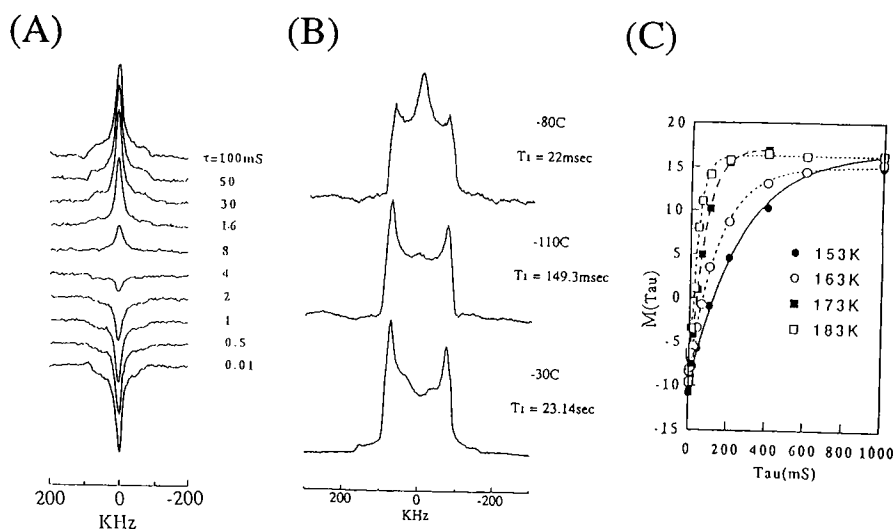 (A)
τ=100mS
50
30
16
8
4
2
1
0.5
0.01
200 0 -200
KHz
(B)
-80C
T1 = 22msec
-110C
T1 = 149.3msec
-30C
T1 = 23.14sec
200 0 -200
KHz
(C)
M(Tau)
20
15
10
5
0
-5
-10
-15
153K
163K
173K
183K
0 200 400 600 800 1000
Tau(mS)